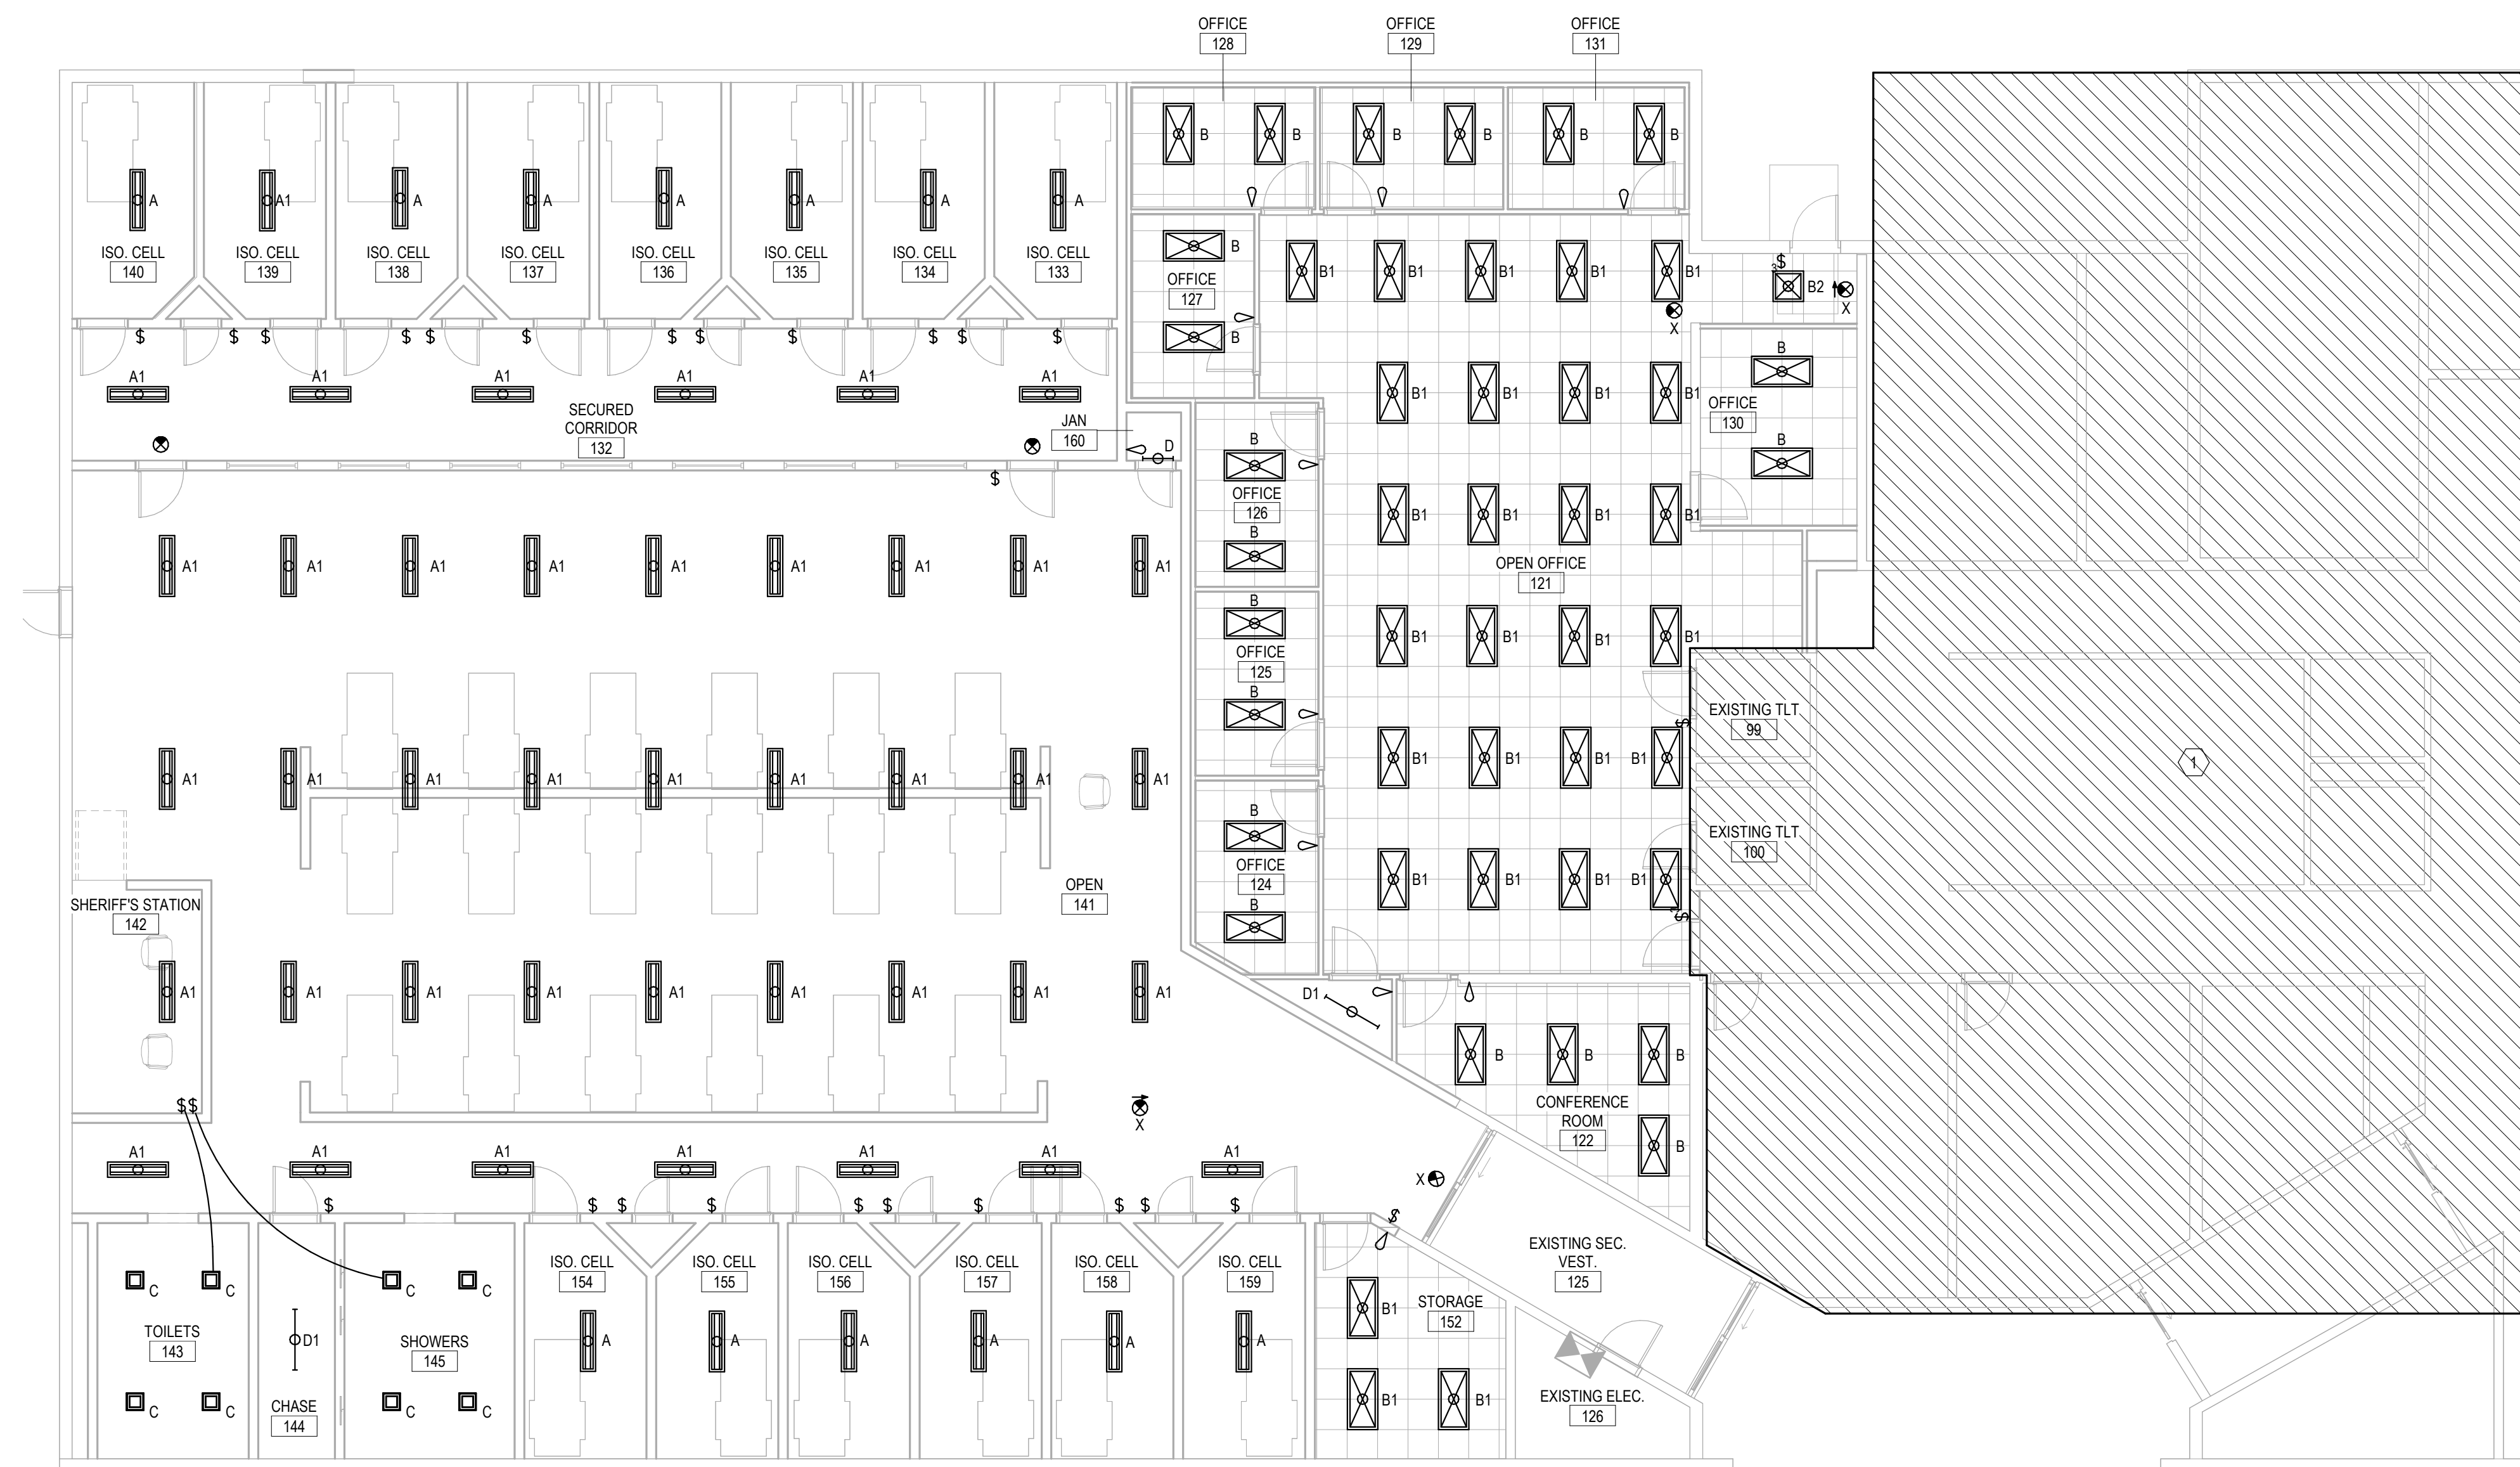 OFFICE
128
OFFICE
129
OFFICE
131
B B B B B B
A A1 A A A A A A
ISO. CELL
140
ISO. CELL
139
ISO. CELL
138
ISO. CELL
137
ISO. CELL
136
ISO. CELL
135
ISO. CELL
134
ISO. CELL
133
B
OFFICE
127
B
B1 B1 B1 B1 B1
3 $
B2
X X
$ $ $ $ $ $ $ $ $ $ $ $
A1 A1 A1 A1 A1 A1
SECURED
CORRIDOR
132
JAN
160
D
$
B1 B1 B1 B1
B
OFFICE
130
B
B
OFFICE
126
B
B1 B1 B1 B1
OPEN OFFICE
121
A1 A1 A1 A1 A1 A1 A1 A1 A1
B
OFFICE
125
B
B1 B1 B1 B1
EXISTING TLT
99
$
1
A1 A1 A1 A1 A1 A1 A1 A1 A1
B1 B1 B1 B1
EXISTING TLT
100
B
OFFICE
124
B
B1 B1 B1 B1
$
OPEN
141
SHERIFF'S STATION
142
A1 A1 A1 A1 A1 A1 A1 A1 A1
D1
B B B
CONFERENCE
ROOM
122
B
$$
X
X
A1 A1 A1 A1 A1 A1 A1
$ $ $ $ $ $ $ $ $ $ $
C C C C
TOILETS
143
C C
D1
CHASE
144
SHOWERS
145
C C
ISO. CELL
154
ISO. CELL
155
ISO. CELL
156
ISO. CELL
157
ISO. CELL
158
ISO. CELL
159
A A A A A A
EXISTING SEC.
VEST.
125
B1
STORAGE
152
B1 B1
EXISTING ELEC.
126